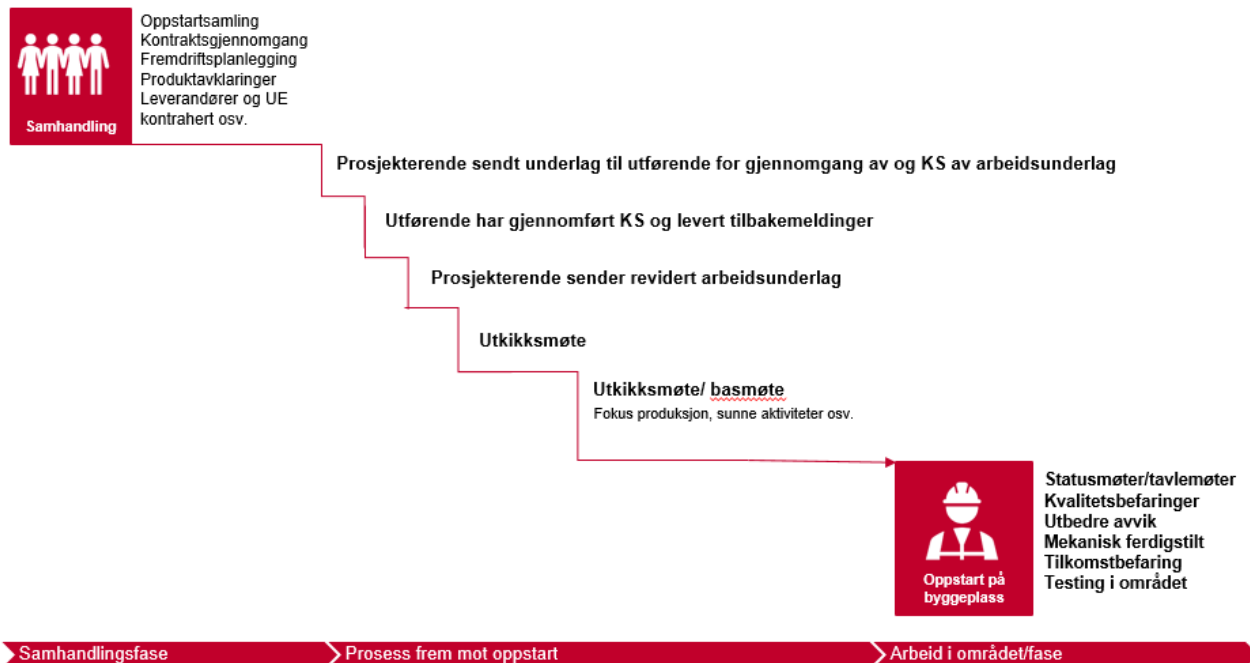 Oppstartsamling
Kontraktsgjennomgang
Fremdriftsplanlegging
Produktavklaringer
Leverandører og UE
kontrahert osv.
Samhandling
Prosjekterende sendt underlag til utførende for gjennomgang av og KS av arbeidsunderlag
Utførende har gjennomført KS og levert tilbakemeldinger
Prosjekterende sender revidert arbeidsunderlag
Utkikksmøte
Utkikksmøte/ basmøte
Fokus produksjon, sunne aktiviteter osv.
Oppstart på
byggeplass
Statusmøter/tavlemøter
Kvalitetsbefaringer
Utbedre avvik
Mekanisk ferdigstilt
Tilkomstbefaring
Testing i området
Samhandlingsfase
Prosess frem mot oppstart
Arbeid i området/fase